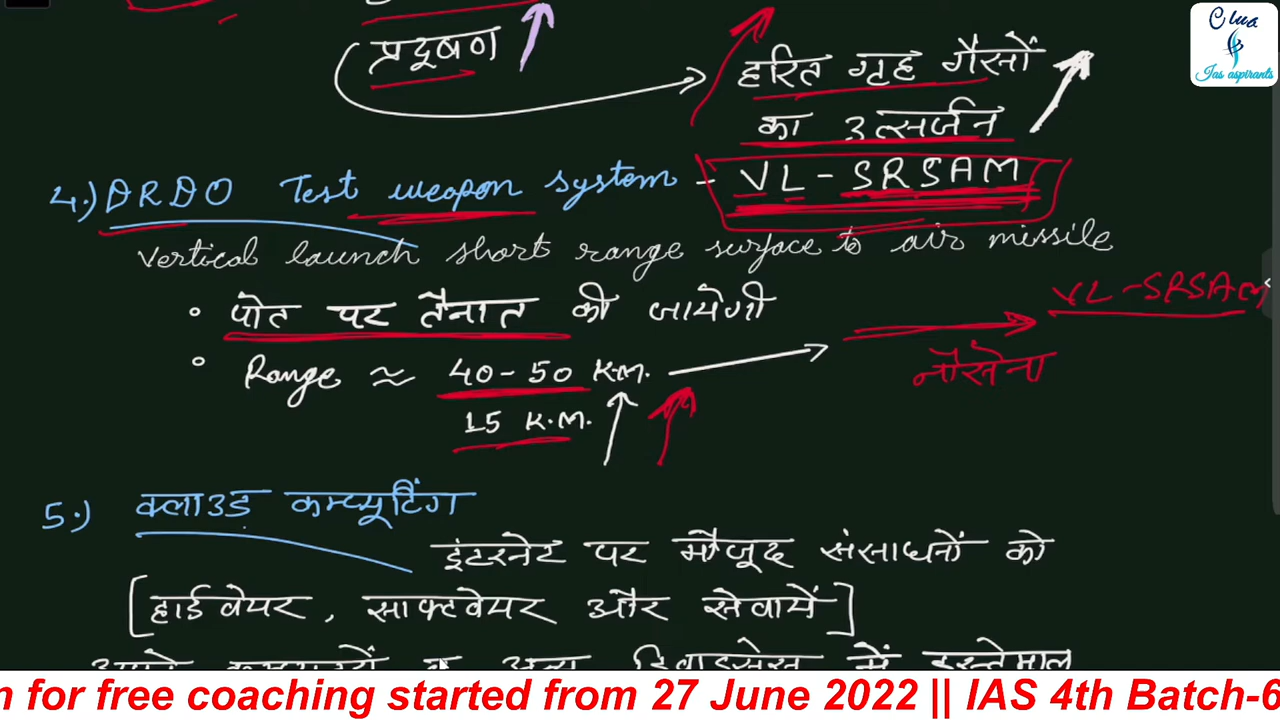 Clue
Ias aspirants
प्रदूषण
हरित गृह गैसों
का उत्सर्जन
4.) DRDO Test weapon system - VL - SRSAM
Vertical launch short range surface to air missile
• पोत पर तैनात की जायेगी
VL - SRSAM
• Range ≈ 40 - 50 K.M.
नौसेना
15 K.M.
5.) क्लाउड कम्प्यूटिंग
इंटरनेट पर मौजूद संसाधनों को
[हार्डवेयर, साफ्टवेयर और सेवायें]
में इस्तेमाल
n for free coaching started from 27 June 2022 || IAS 4th Batch-6